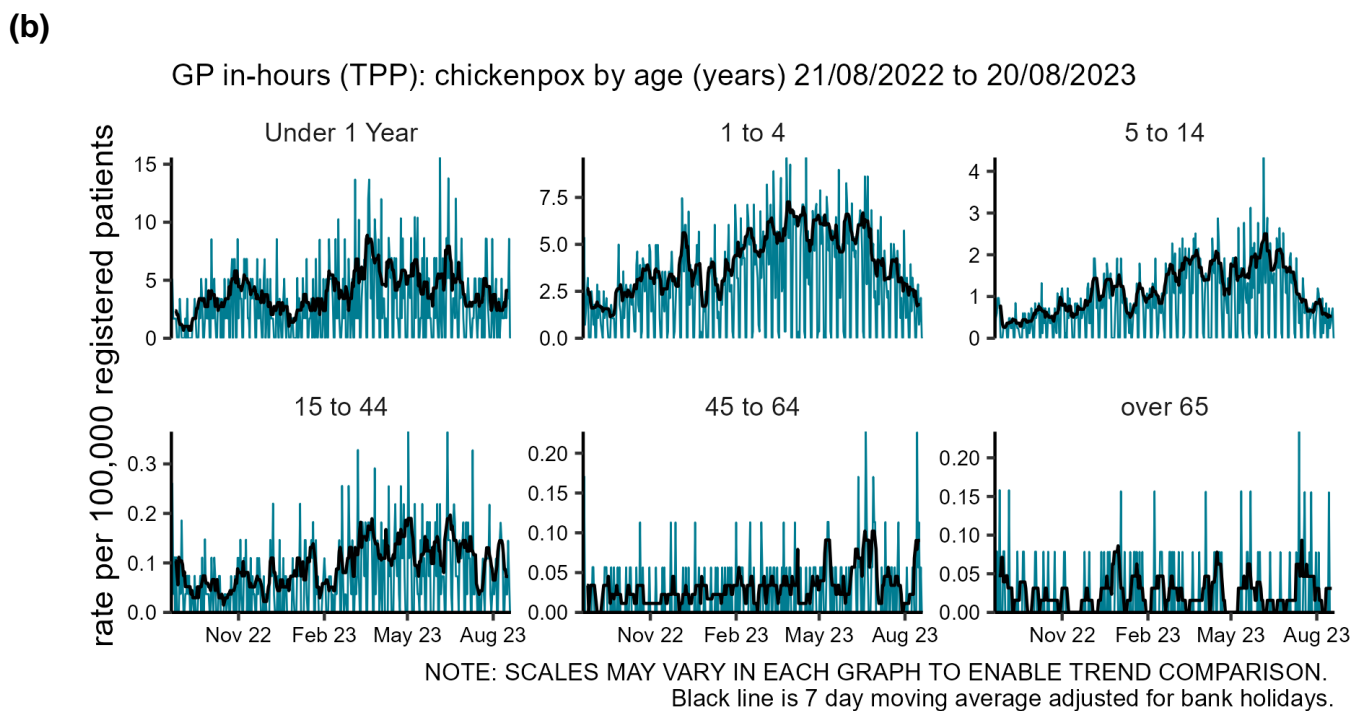 (b)
GP in-hours (TPP): chickenpox by age (years) 21/08/2022 to 20/08/2023
rate per 100,000 registered patients
Under 1 Year
15
10
5
0
1 to 4
7.5
5.0
2.5
0.0
5 to 14
4
3
2
1
0
15 to 44
0.3
0.2
0.1
0.0
Nov 22 Feb 23 May 23 Aug 23
45 to 64
0.20
0.15
0.10
0.05
0.00
Nov 22 Feb 23 May 23 Aug 23
over 65
0.20
0.15
0.10
0.05
0.00
Nov 22 Feb 23 May 23 Aug 23
NOTE: SCALES MAY VARY IN EACH GRAPH TO ENABLE TREND COMPARISON.
Black line is 7 day moving average adjusted for bank holidays.